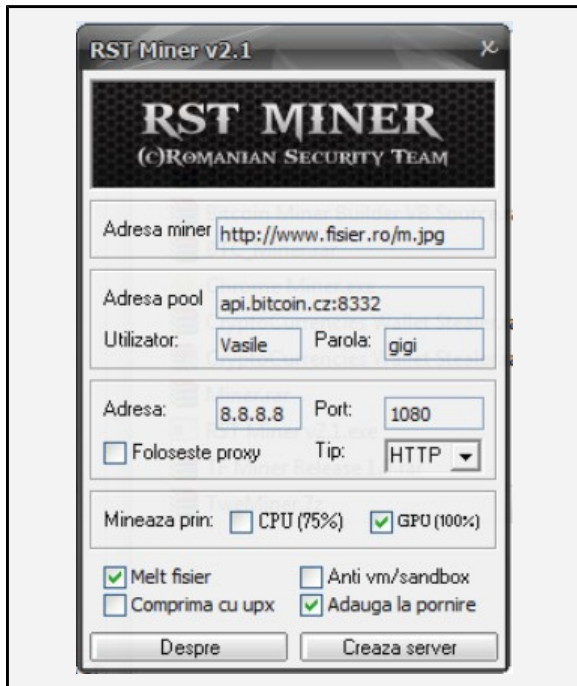 RST Miner v2.1
RST MINER
(C)ROMANIAN SECURITY TEAM
Adresa miner http://www.fisier.ro/m.jpg
Adresa pool api.bitcoin.cz:8332
Utilizator: Vasile Parola: gigi
Adresa: 8.8.8.8 Port: 1080
Foloseste proxy Tip: HTTP
Mineaza prin: CPU (75%) GPU (100%)
Melt fisier Anti vm/sandbox
Comprima cu upx Adauga la pornire
Despre Creaza server